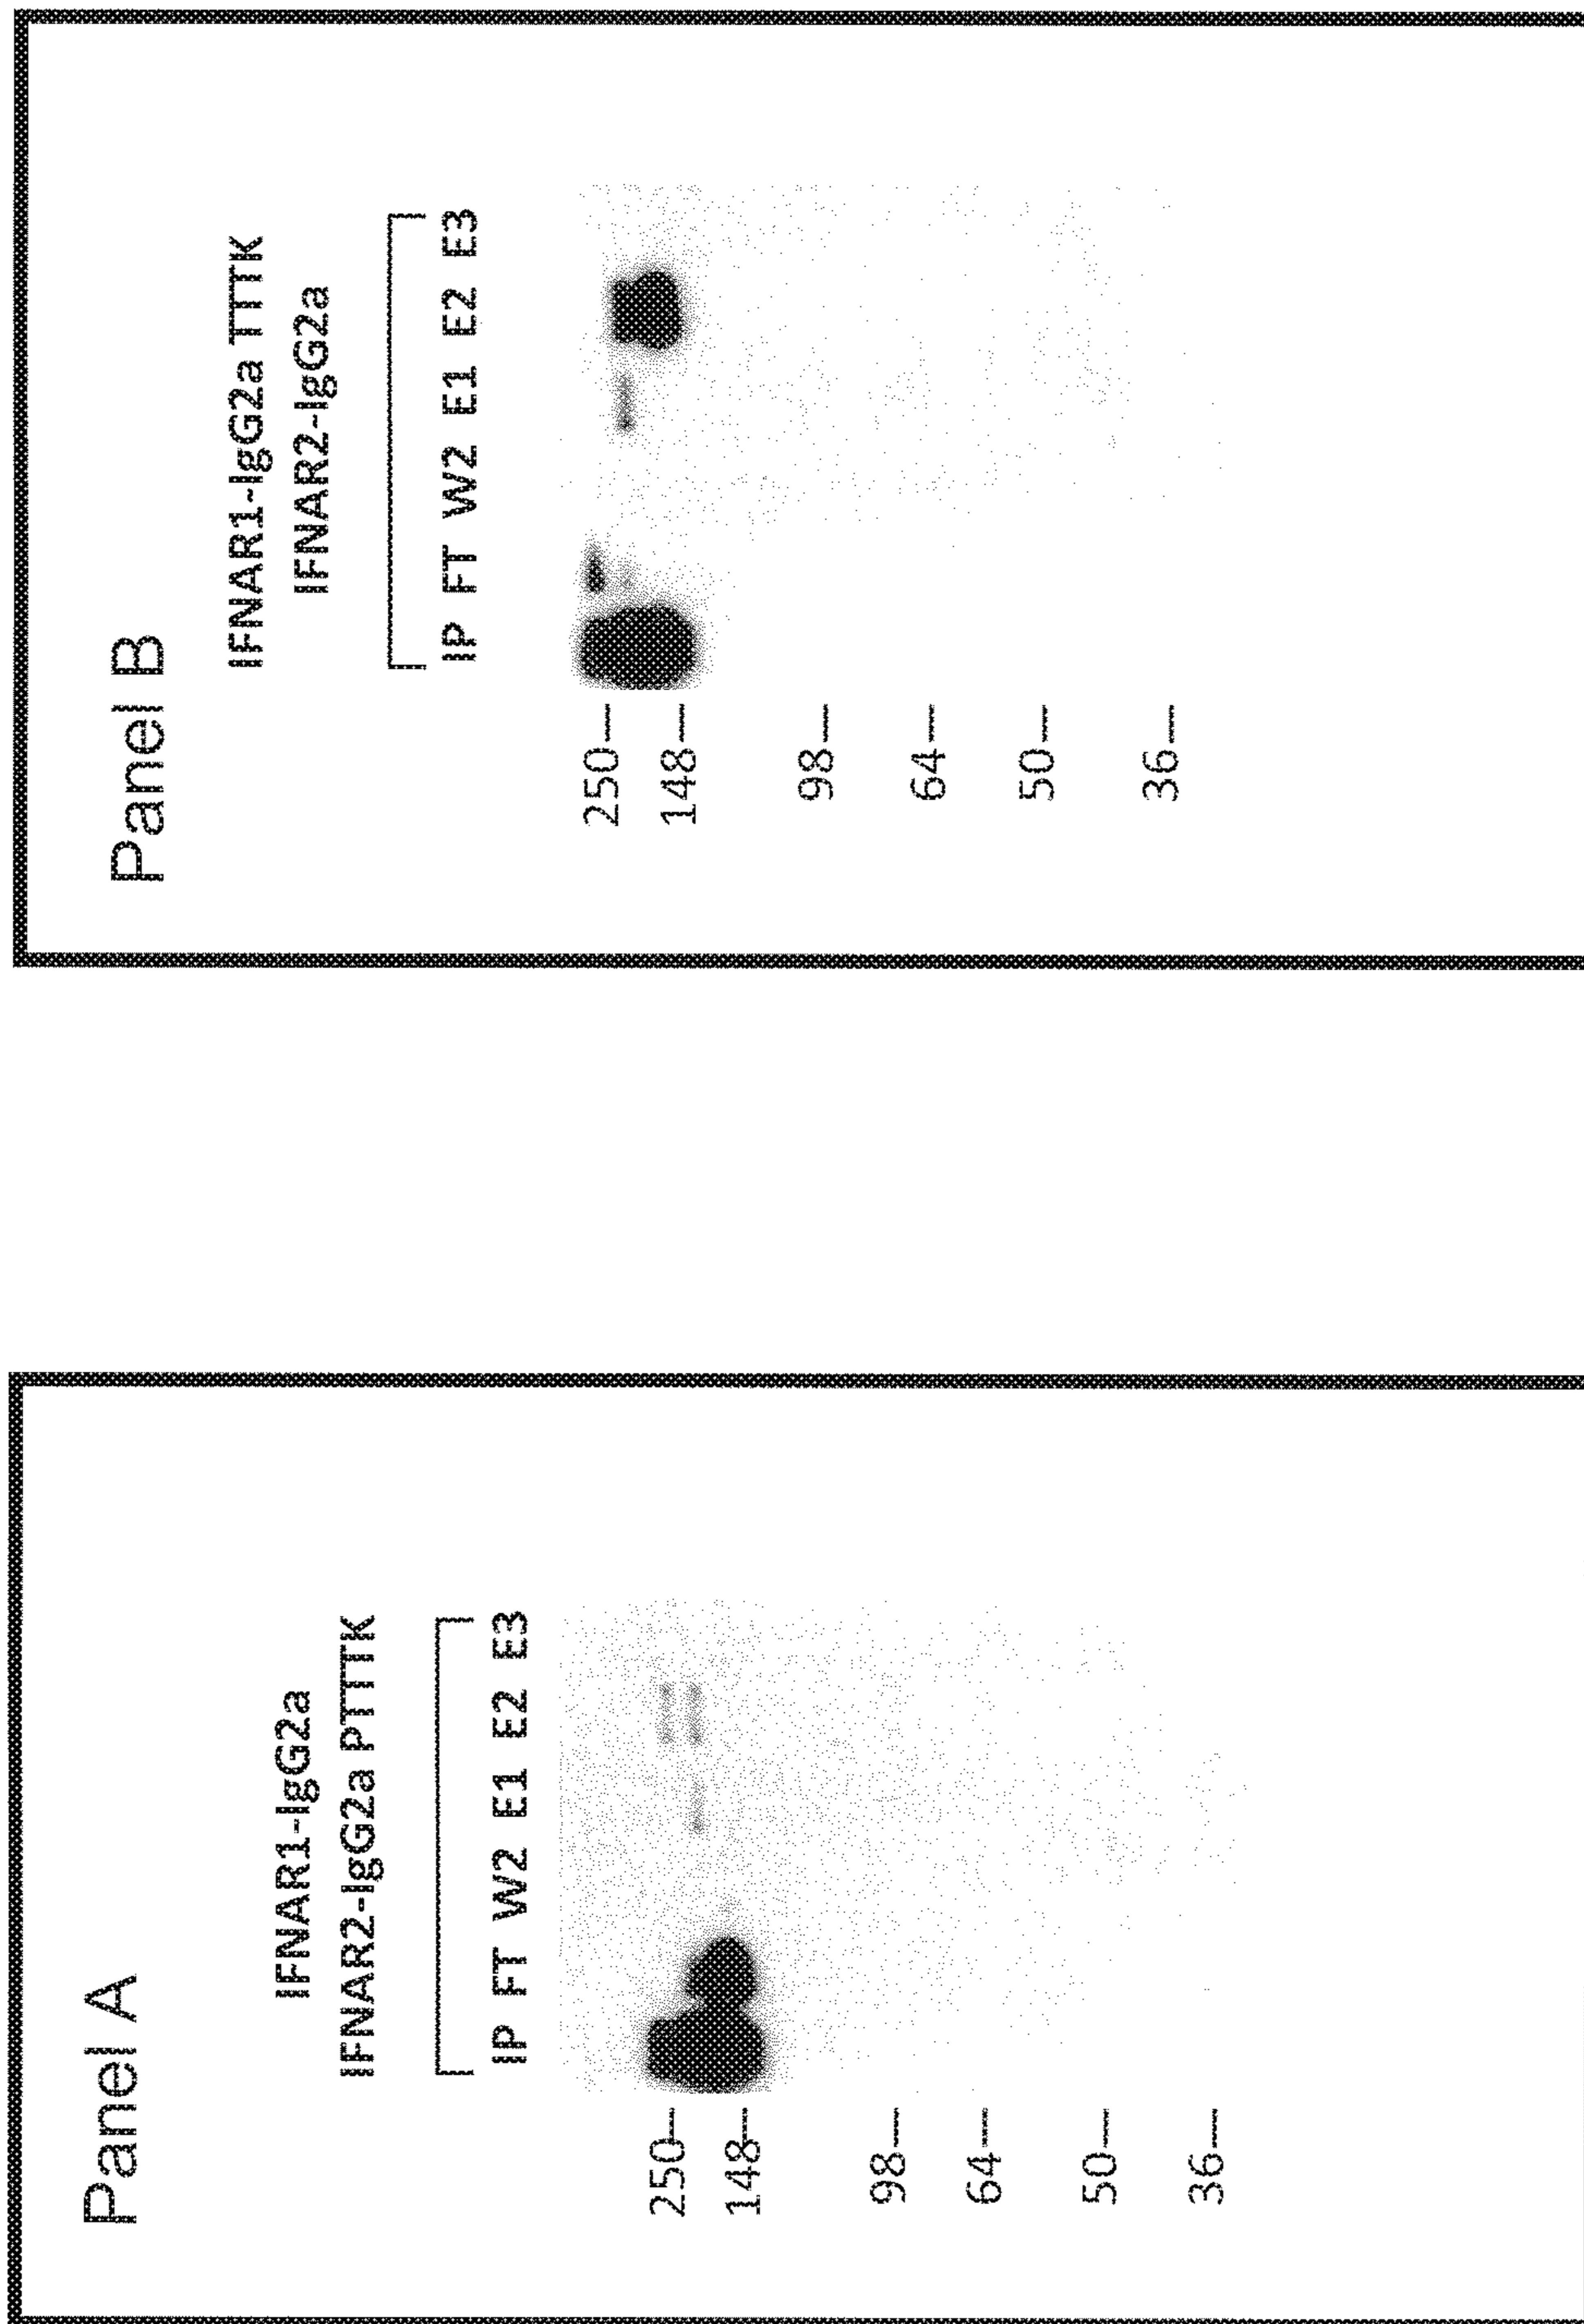 Panel A
IFNAR1-IgG2a
IFNAR2-IgG2a PTTTK
IP FT W2 E1 E2 E3
250
148
98
64
50
36
Panel B
IFNAR1-IgG2a TTTK
IFNAR2-IgG2a
IP FT W2 E1 E2 E3
250
148
98
64
50
36